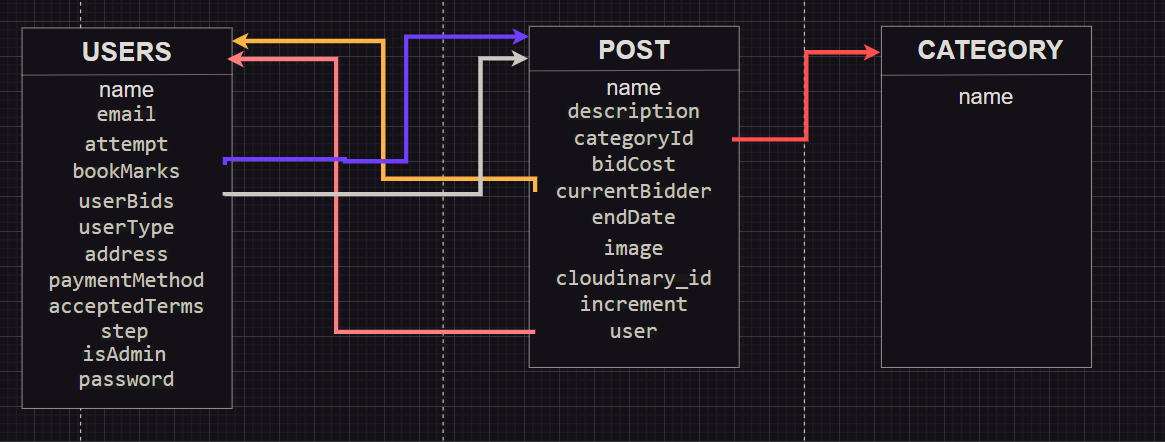 USERS
name
email
attempt
bookMarks
userBids
userType
address
paymentMethod
acceptedTerms
step
isAdmin
password
POST
name
description
categoryId
bidCost
currentBidder
endDate
image
cloudinary_id
increment
user
CATEGORY
name